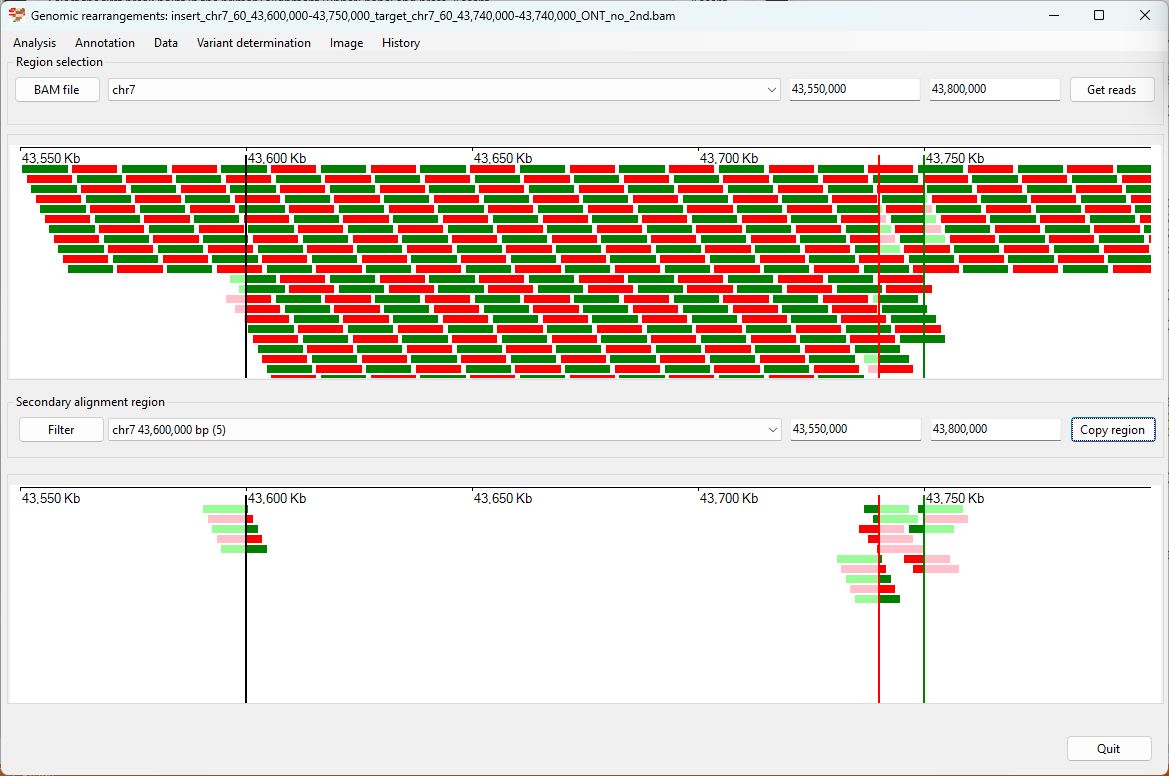 Genomic rearrangements: insert_chr7_60_43,600,000-43,750,000_target_chr7_60_43,740,000-43,740,000_ONT_no_2nd.bam
Analysis Annotation Data Variant determination Image History
Region selection
BAM file chr7 43,550,000 43,800,000 Get reads
43,550 Kb 43,600 Kb 43,650 Kb 43,700 Kb 43,750 Kb
Secondary alignment region
Filter chr7 43,600,000 bp (5) 43,550,000 43,800,000 Copy region
43,550 Kb 43,600 Kb 43,650 Kb 43,700 Kb 43,750 Kb
Quit